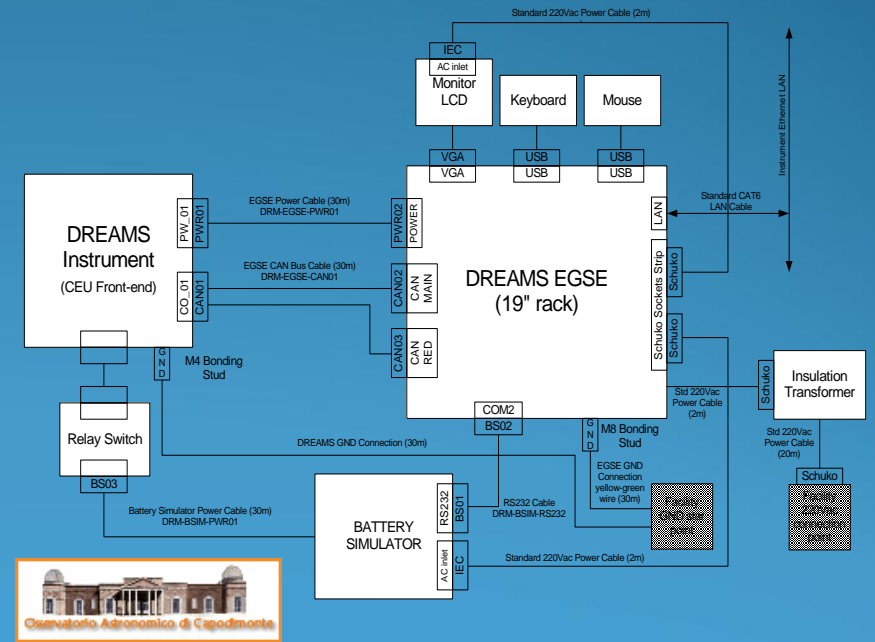 Standard 220Vac Power Cable (2m)
IEC
AC inlet
Monitor
LCD
Keyboard
Mouse
Instrument Ethernet LAN
VGA
VGA
USB
USB
USB
USB
DREAMS
Instrument
(CEU Front-end)
PW_01
PWR01
EGSE Power Cable (30m)
DRM-EGSE-PWR01
PWR02
POWER
LAN
Standard CAT6
LAN Cable
CO_01
CAN01
EGSE CAN Bus Cable (30m)
DRM-EGSE-CAN01
CAN02
CAN
MAIN
DREAMS EGSE
(19" rack)
Schuko Sockets Strip
Schuko
Schuko
CAN03
CAN
RED
GND
M4 Bonding
Stud
Std 220Vac
Power Cable
(2m)
Schuko
Insulation
Transformer
COM2
BS02
GND
M8 Bonding
Stud
Relay Switch
BS03
DREAMS GND Connection (30m)
EGSE GND
Connection
yellow-green
wire (30m)
Std 220Vac
Power Cable
(20m)
Schuko
Battery Simulator Power Cable (30m)
DRM-BSIM-PWR01
BATTERY
SIMULATOR
RS232
BS01
RS232 Cable
DRM-BSIM-RS232
AC inlet
IEC
Standard 220Vac Power Cable (2m)
Osservatorio Astronomico di Capodimonte